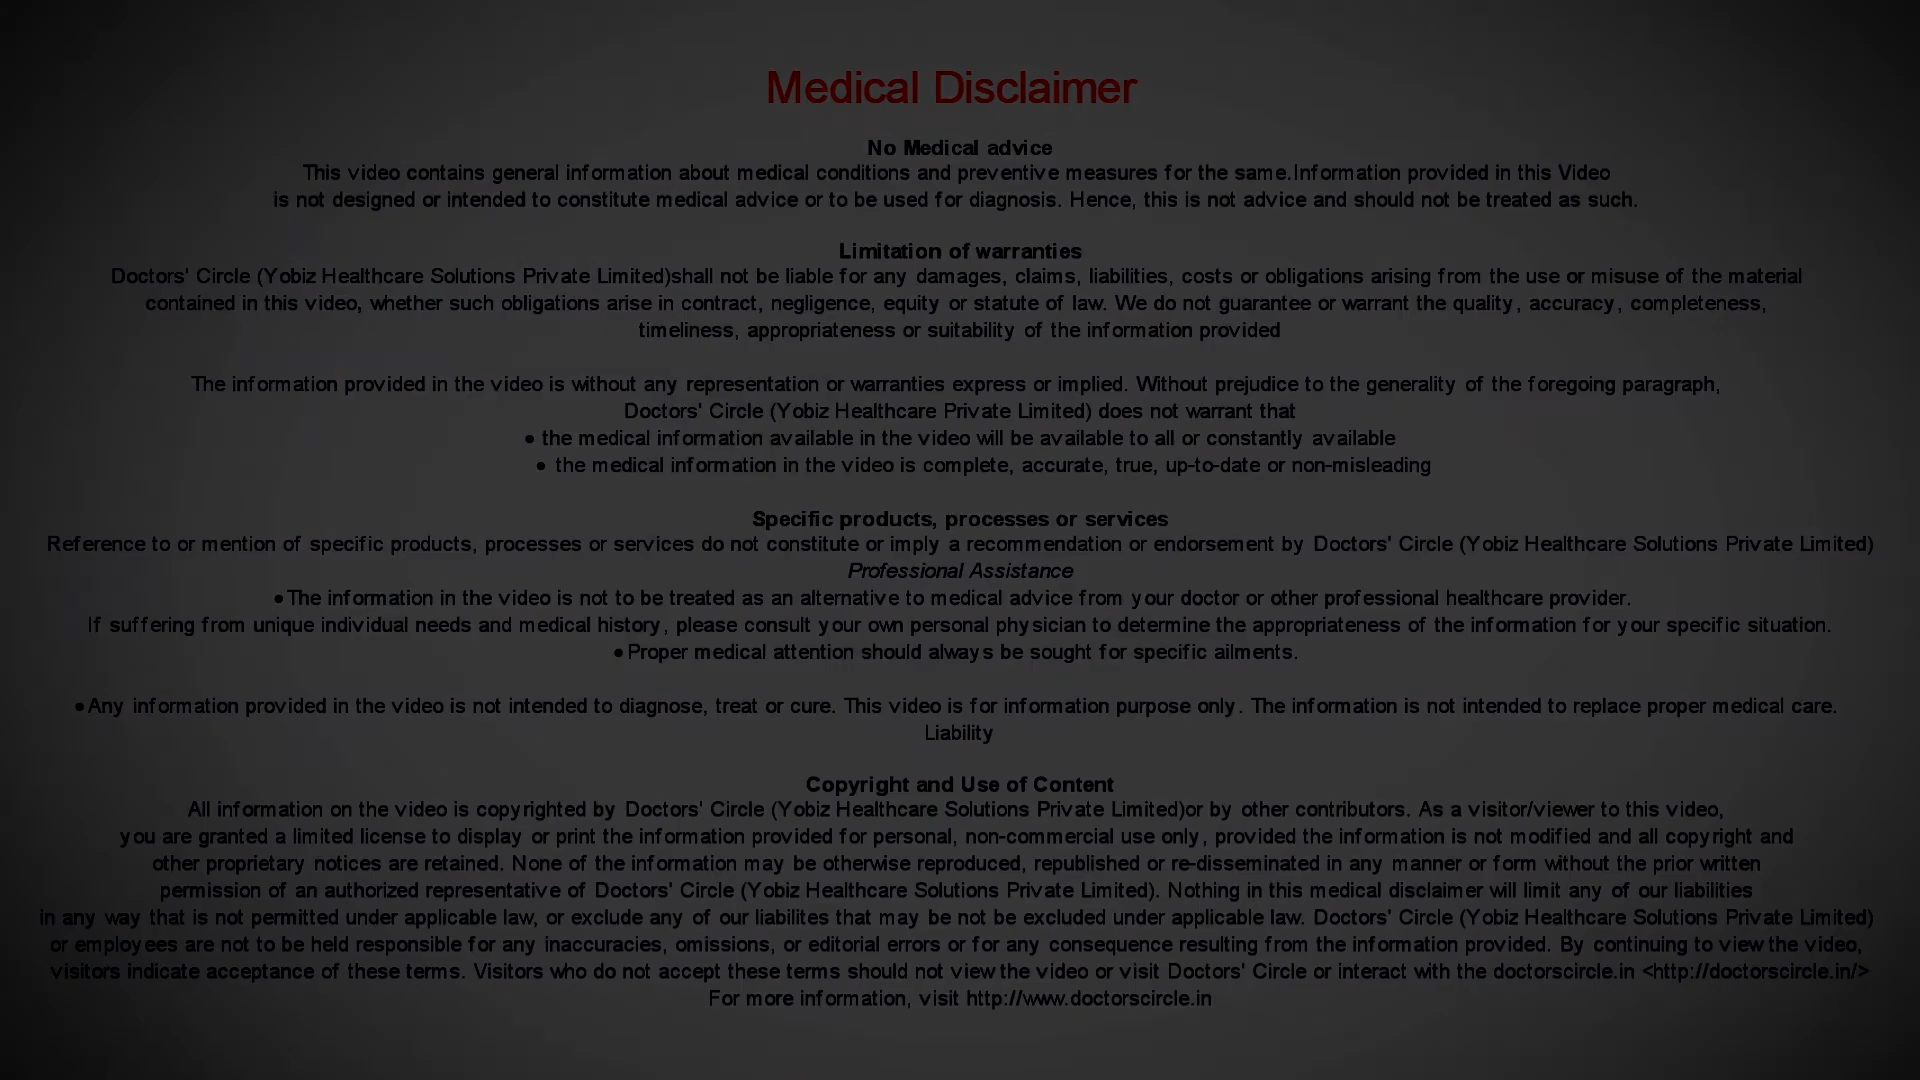 Medical Disclaimer
No Medical advice
This video contains general information about medical conditions and preventive measures for the same.Information provided in this Video
is not designed or intended to constitute medical advice or to be used for diagnosis. Hence, this is not advice and should not be treated as such.
Limitation of warranties
Doctors' Circle (Yobiz Healthcare Solutions Private Limited)shall not be liable for any damages, claims, liabilities, costs or obligations arising from the use or misuse of the material
contained in this video, whether such obligations arise in contract, negligence, equity or statute of law. We do not guarantee or warrant the quality, accuracy, completeness,
timeliness, appropriateness or suitability of the information provided
The information provided in the video is without any representation or warranties express or implied. Without prejudice to the generality of the foregoing paragraph,
Doctors' Circle (Yobiz Healthcare Private Limited) does not warrant that
• the medical information available in the video will be available to all or constantly available
• the medical information in the video is complete, accurate, true, up-to-date or non-misleading
Specific products, processes or services
Reference to or mention of specific products, processes or services do not constitute or imply a recommendation or endorsement by Doctors' Circle (Yobiz Healthcare Solutions Private Limited)
Professional Assistance
•The information in the video is not to be treated as an alternative to medical advice from your doctor or other professional healthcare provider.
If suffering from unique individual needs and medical history, please consult your own personal physician to determine the appropriateness of the information for your specific situation.
•Proper medical attention should always be sought for specific ailments.
•Any information provided in the video is not intended to diagnose, treat or cure. This video is for information purpose only. The information is not intended to replace proper medical care.
Liability
Copyright and Use of Content
All information on the video is copyrighted by Doctors' Circle (Yobiz Healthcare Solutions Private Limited)or by other contributors. As a visitor/viewer to this video,
you are granted a limited license to display or print the information provided for personal, non-commercial use only, provided the information is not modified and all copyright and
other proprietary notices are retained. None of the information may be otherwise reproduced, republished or re-disseminated in any manner or form without the prior written
permission of an authorized representative of Doctors' Circle (Yobiz Healthcare Solutions Private Limited). Nothing in this medical disclaimer will limit any of our liabilities
in any way that is not permitted under applicable law, or exclude any of our liabilites that may be not be excluded under applicable law. Doctors' Circle (Yobiz Healthcare Solutions Private Limited)
or employees are not to be held responsible for any inaccuracies, omissions, or editorial errors or for any consequence resulting from the information provided. By continuing to view the video,
visitors indicate acceptance of these terms. Visitors who do not accept these terms should not view the video or visit Doctors' Circle or interact with the doctorscircle.in <http://doctorscircle.in/>
For more information, visit http://www.doctorscircle.in